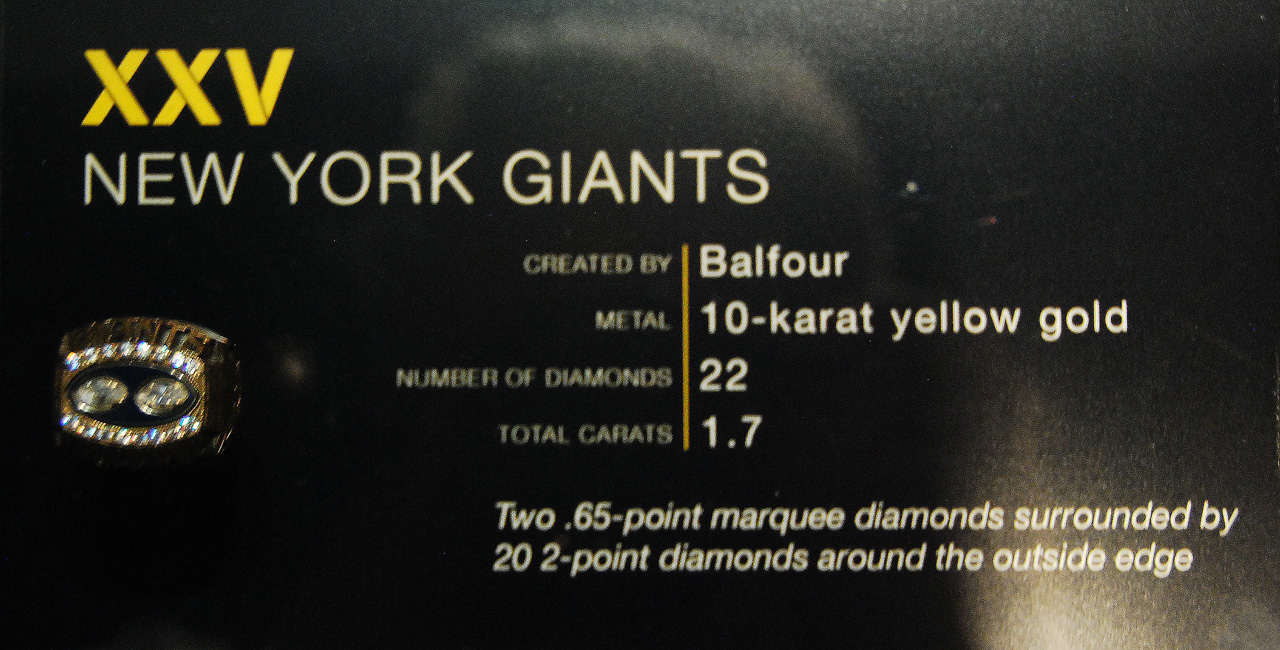 XXV
NEW YORK GIANTS
CREATED BY Balfour
METAL 10-karat yellow gold
NUMBER OF DIAMONDS 22
TOTAL CARATS 1.7
Two .65-point marquee diamonds surrounded by
20 2-point diamonds around the outside edge
GIANTS